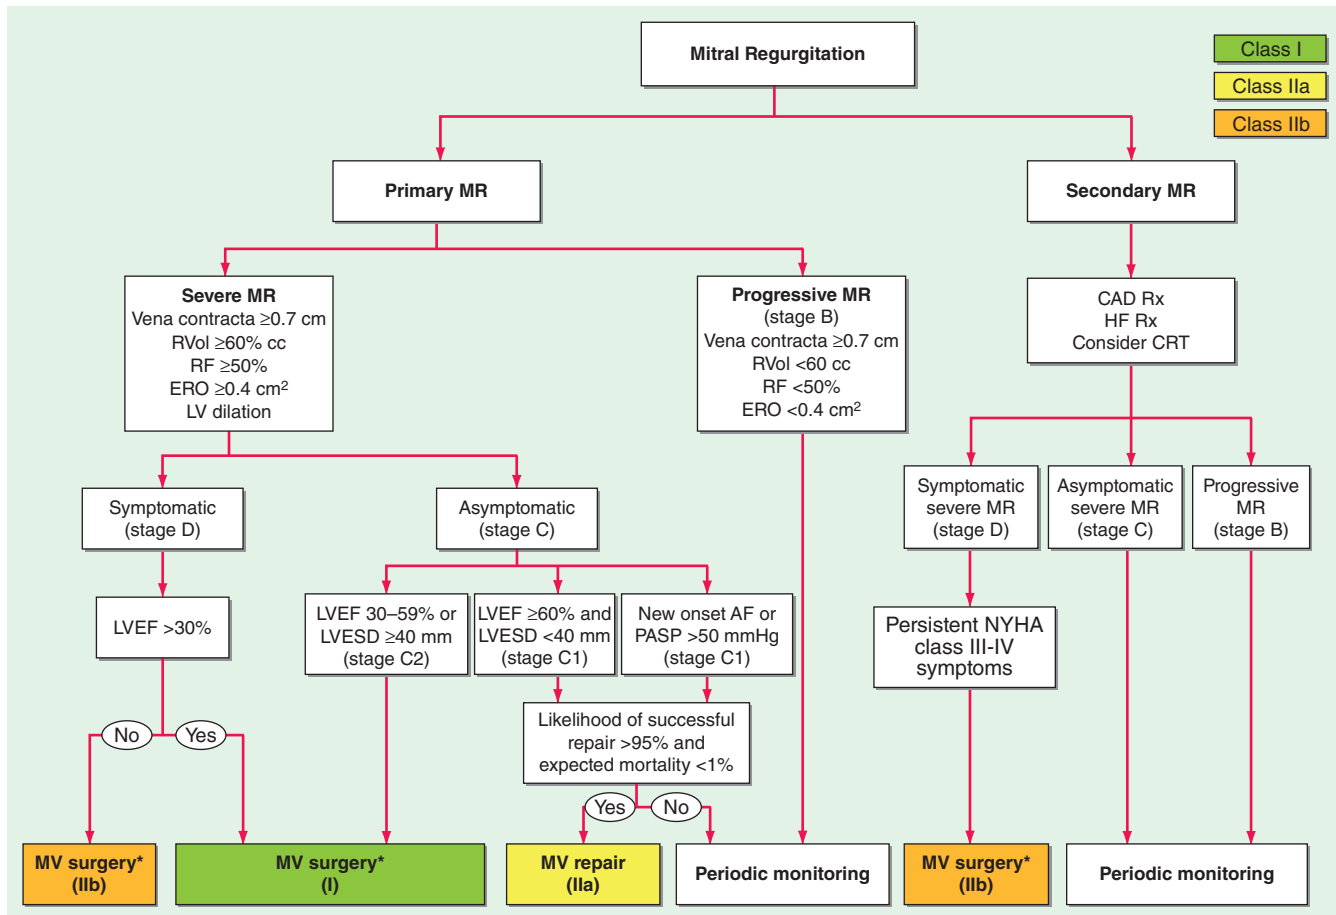 Mitral Regurgitation
Class I
Class IIa
Class IIb
Primary MR
Secondary MR
Severe MR
Vena contracta ≥0.7 cm
RVol ≥60% cc
RF ≥50%
ERO ≥0.4 cm²
LV dilation
Progressive MR
(stage B)
Vena contracta ≥0.7 cm
RVol <60 cc
RF <50%
ERO <0.4 cm²
CAD Rx
HF Rx
Consider CRT
Symptomatic
(stage D)
Asymptomatic
(stage C)
Symptomatic
severe MR
(stage D)
Asymptomatic
severe MR
(stage C)
Progressive
MR
(stage B)
LVEF >30%
LVEF 30–59% or
LVESD ≥40 mm
(stage C2)
LVEF ≥60% and
LVESD <40 mm
(stage C1)
New onset AF or
PASP >50 mmHg
(stage C1)
Persistent NYHA
class III-IV
symptoms
Likelihood of successful
repair >95% and
expected mortality <1%
No
Yes
Yes
No
MV surgery*
(IIb)
MV surgery*
(I)
MV repair
(IIa)
Periodic monitoring
MV surgery*
(IIb)
Periodic monitoring